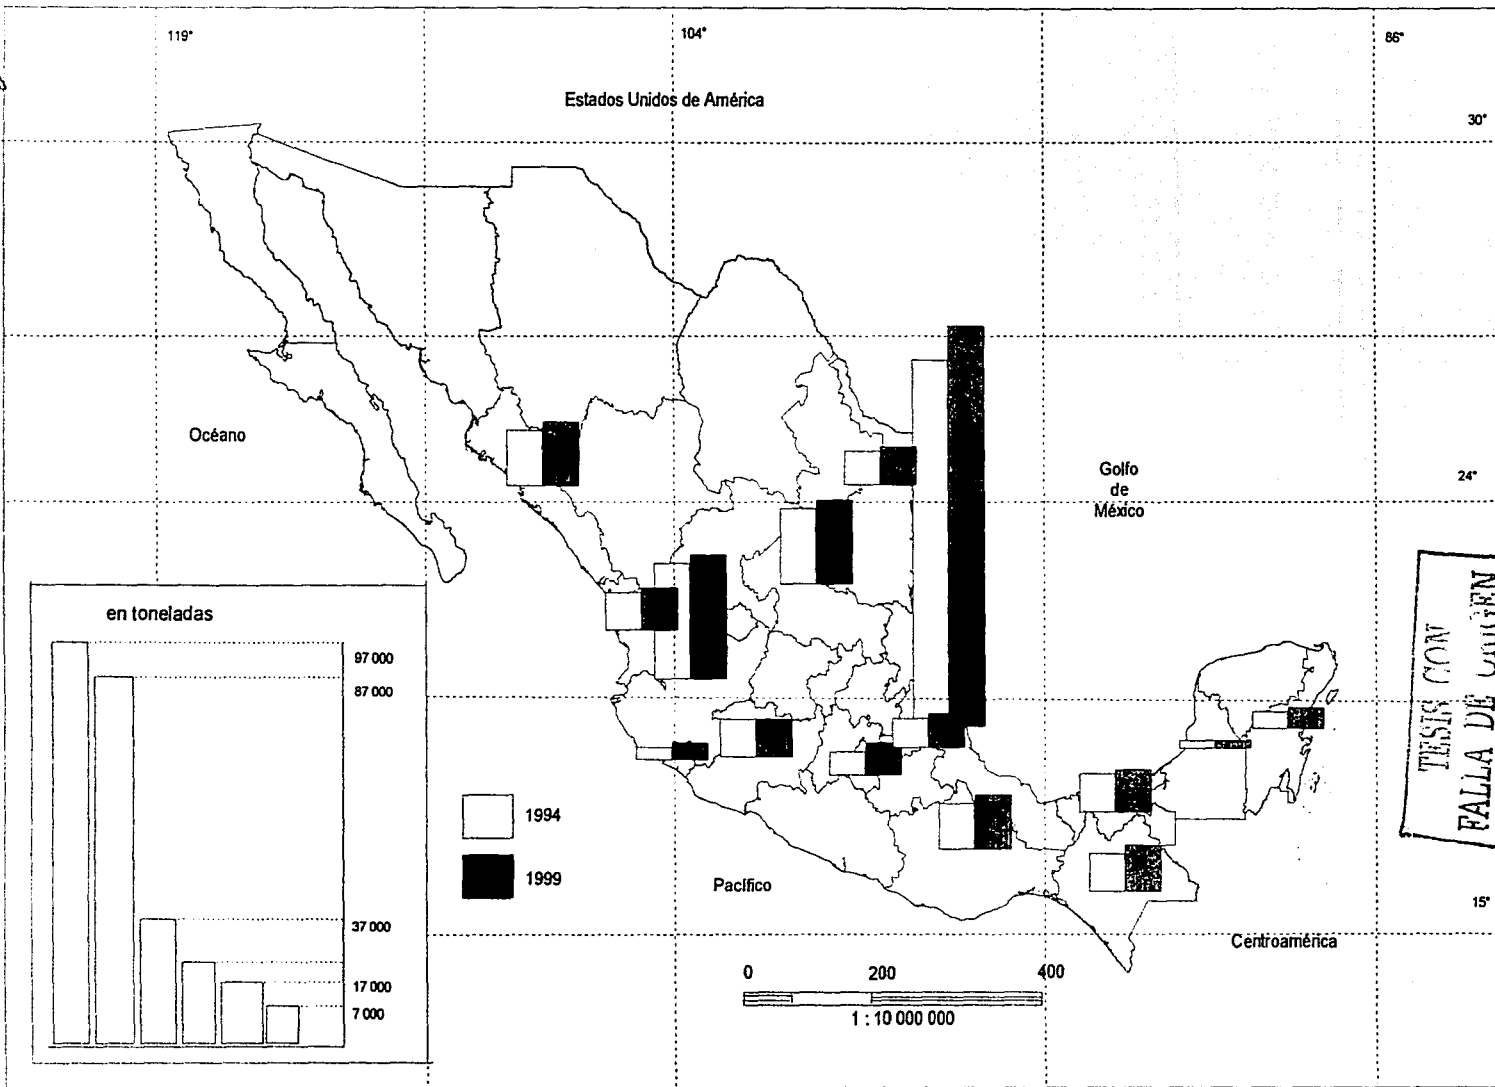 119°
104°
86°
Estados Unidos de América
30°
Océano
Golfo
de
México
24°
en toneladas
97 000
87 000
37 000
17 000
7 000
1994
1999
Pacífico
15°
Centroamérica
0 200 400
1 : 10 000 000
TESIS CON
FALLA DE ORIGEN